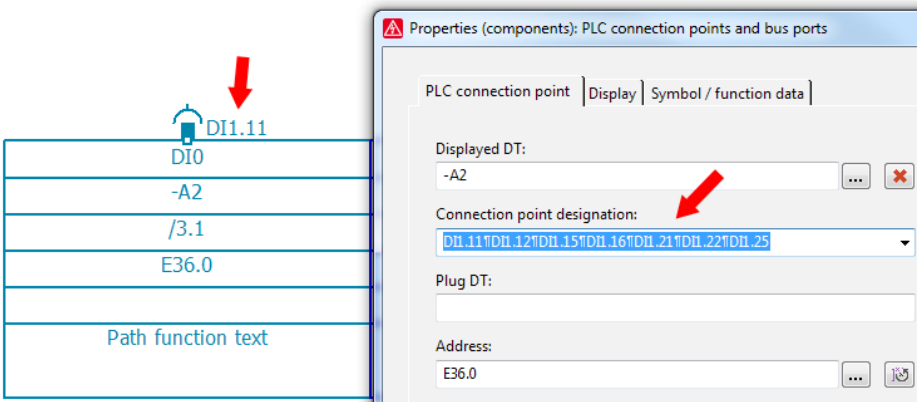 DI1.11
DI0
-A2
/3.1
E36.0
Path function text
Properties (components): PLC connection points and bus ports
PLC connection point
Display
Symbol / function data
Displayed DT:
-A2
...
Connection point designation:
DI1.11¶DI1.12¶DI1.15¶DI1.16¶DI1.21¶DI1.22¶DI1.25
Plug DT:
Address:
E36.0
...